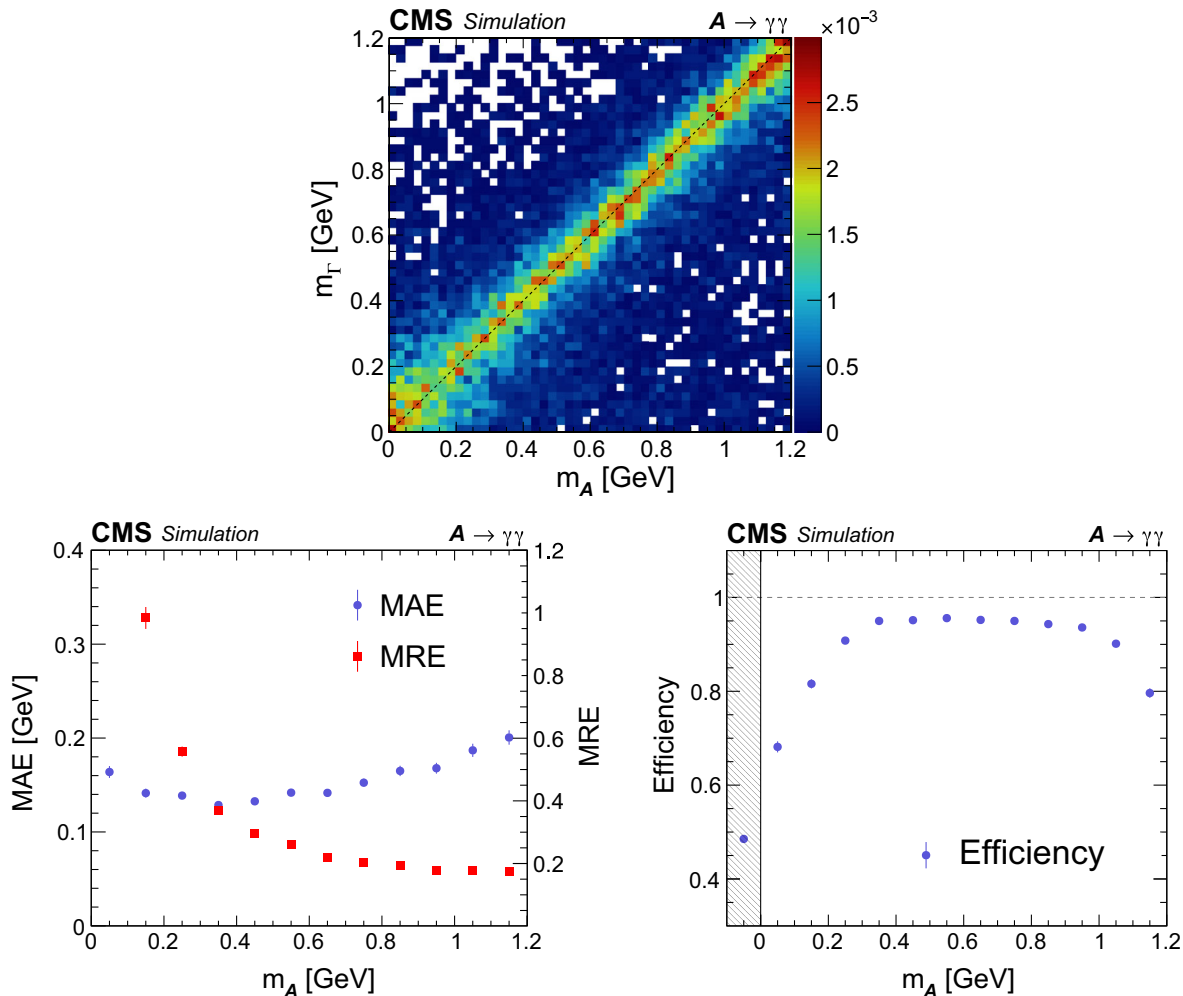 CMS Simulation A → γγ
×10⁻³
1.2
1
0.8
0.6
0.4
0.2
0
m_Γ [GeV]
0 0.2 0.4 0.6 0.8 1 1.2
m_A [GeV]
2.5
2
1.5
1
0.5
0
CMS Simulation A → γγ
0.4
0.3
0.2
0.1
0
MAE [GeV]
MAE
MRE
1.2
1
0.8
0.6
0.4
0.2
MRE
0 0.2 0.4 0.6 0.8 1 1.2
m_A [GeV]
CMS Simulation A → γγ
1
0.8
0.6
0.4
Efficiency
Efficiency
0 0.2 0.4 0.6 0.8 1 1.2
m_A [GeV]